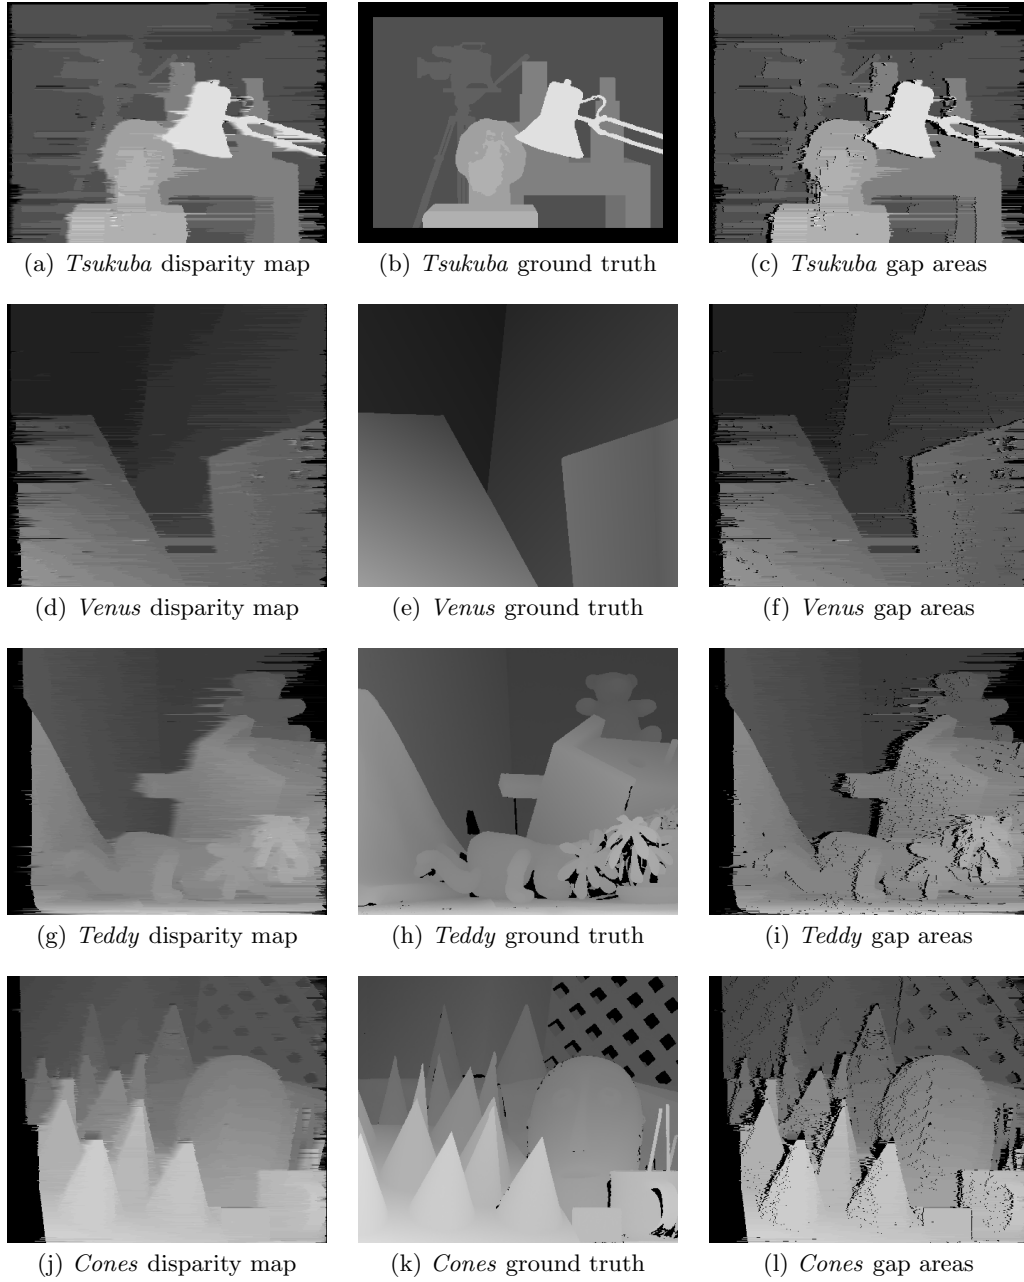 (a) Tsukuba disparity map
(b) Tsukuba ground truth
(c) Tsukuba gap areas
(d) Venus disparity map
(e) Venus ground truth
(f) Venus gap areas
(g) Teddy disparity map
(h) Teddy ground truth
(i) Teddy gap areas
(j) Cones disparity map
(k) Cones ground truth
(l) Cones gap areas